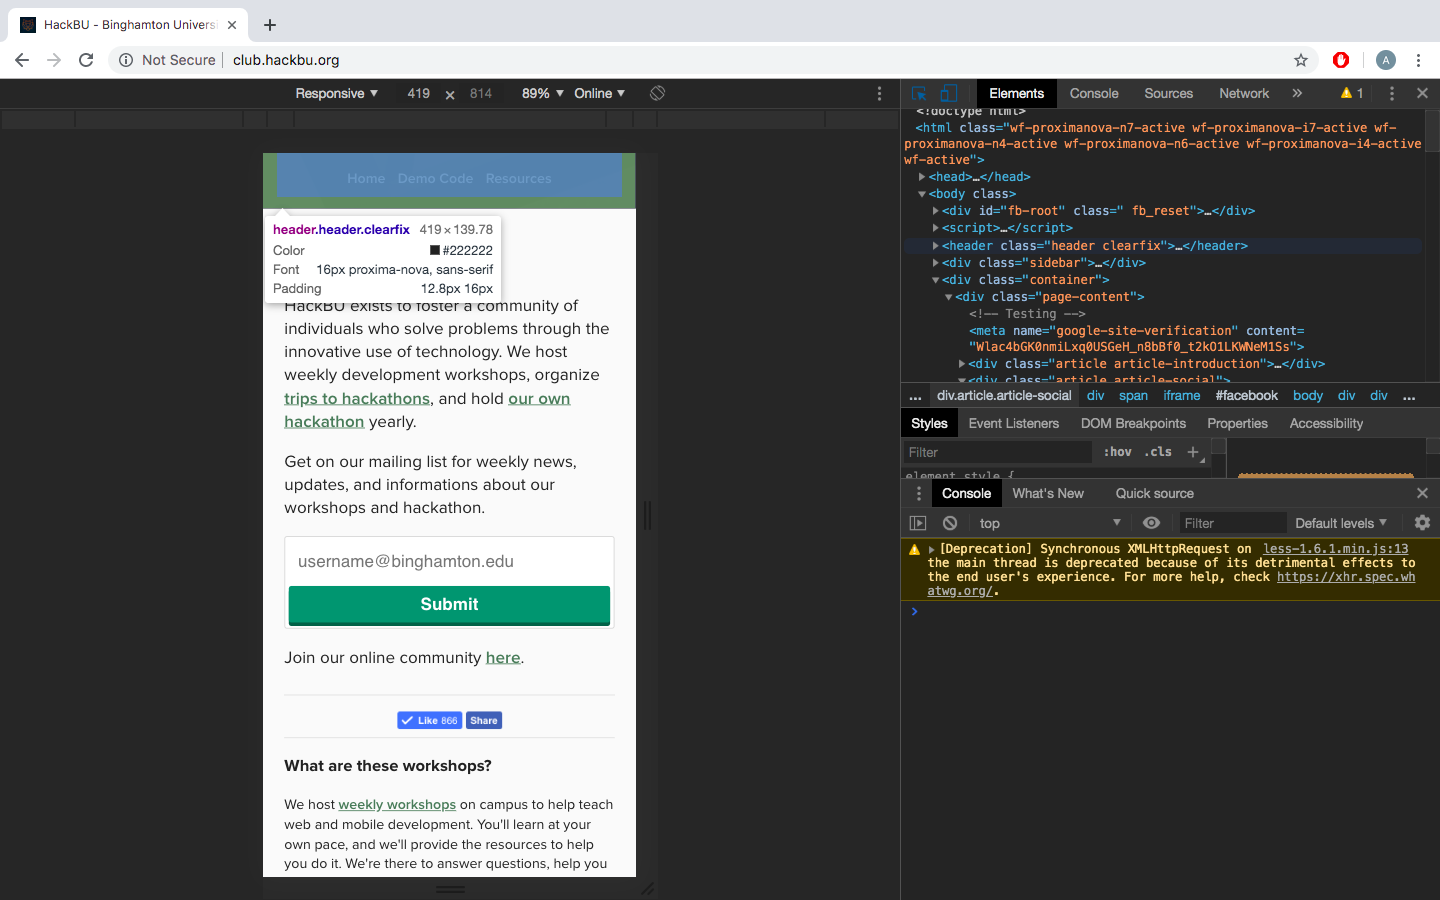 HackBU - Binghamton Universi
Not Secure club.hackbu.org
A
Responsive 419 × 814 89% Online
Home Demo Code Resources
header.header.clearfix 419 × 139.78
Color #222222
Font 16px proxima-nova, sans-serif
Padding 12.8px 16px
HackBU exists to foster a community of
individuals who solve problems through the
innovative use of technology. We host
weekly development workshops, organize
trips to hackathons, and hold our own
hackathon yearly.
Get on our mailing list for weekly news,
updates, and informations about our
workshops and hackathon.
username@binghamton.edu
Submit
Join our online community here.
Like 866 Share
What are these workshops?
We host weekly workshops on campus to help teach
web and mobile development. You'll learn at your
own pace, and we'll provide the resources to help
you do it. We're there to answer questions, help you
Elements Console Sources Network » 1
<!doctype html>
<html class="wf-proximanova-n7-active wf-proximanova-i7-active wf-
proximanova-n4-active wf-proximanova-n6-active wf-proximanova-i4-active
wf-active">
<head>…</head>
<body class>
<div id="fb-root" class=" fb_reset">…</div>
<script>…</script>
<header class="header clearfix">…</header>
<div class="sidebar">…</div>
<div class="container">
<div class="page-content">
<!-- Testing -->
<meta name="google-site-verification" content=
"Wlac4bGK0nmiLxq0USGeH_n8bBf0_t2kO1LKWNeM1Ss">
<div class="article article-introduction">…</div>
<div class="article article-social">
… div.article.article-social div span iframe #facebook body div div …
Styles Event Listeners DOM Breakpoints Properties Accessibility
Filter :hov .cls +
element.style {
Console What's New Quick source
top Filter Default levels
[Deprecation] Synchronous XMLHttpRequest on less-1.6.1.min.js:13
the main thread is deprecated because of its detrimental effects to
the end user's experience. For more help, check https://xhr.spec.wh
atwg.org/.